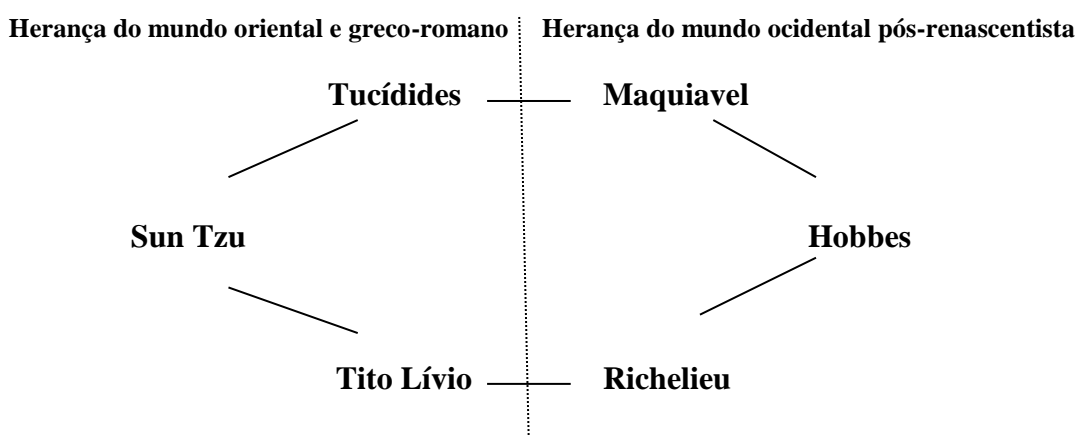 Herança do mundo oriental e greco-romano Herança do mundo ocidental pós-renascentista
Tucídides Maquiavel
Sun Tzu Hobbes
Tito Lívio Richelieu